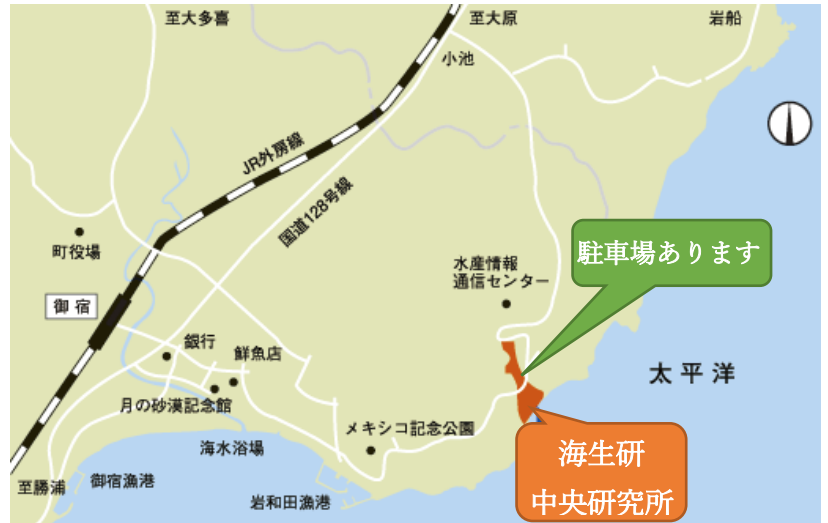 至大多喜
至大原
岩船
小池
JR外房線
国道128号線
町役場
駐車場あります
水産情報
通信センター
御宿
銀行
鮮魚店
太平洋
月の砂漠記念館
メキシコ記念公園
海水浴場
海生研
中央研究所
至勝浦
御宿漁港
岩和田漁港